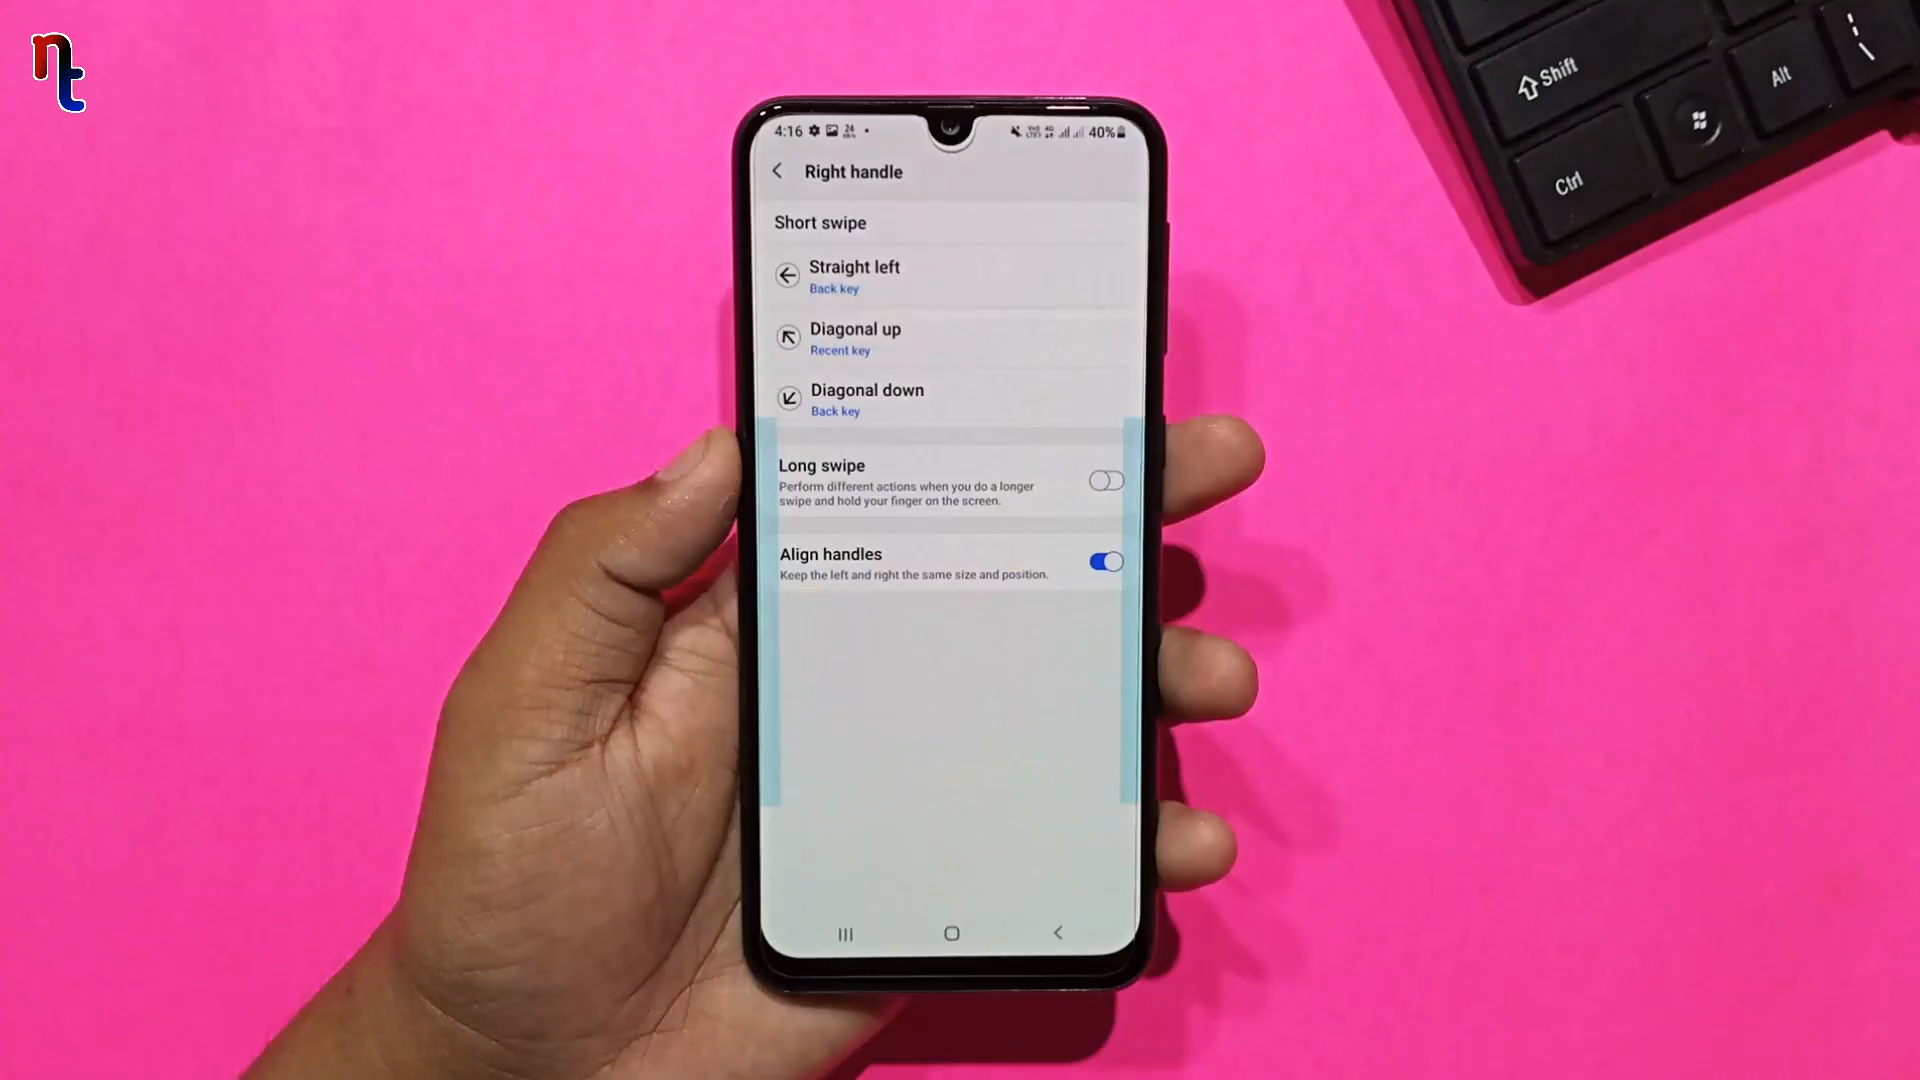 nt
4:16
40%
Right handle
Short swipe
Straight left
Back key
Diagonal up
Recent key
Diagonal down
Back key
Long swipe
Perform different actions when you do a longer
swipe and hold your finger on the screen.
Align handles
Keep the left and right the same size and position.
Shift
Alt
Ctrl